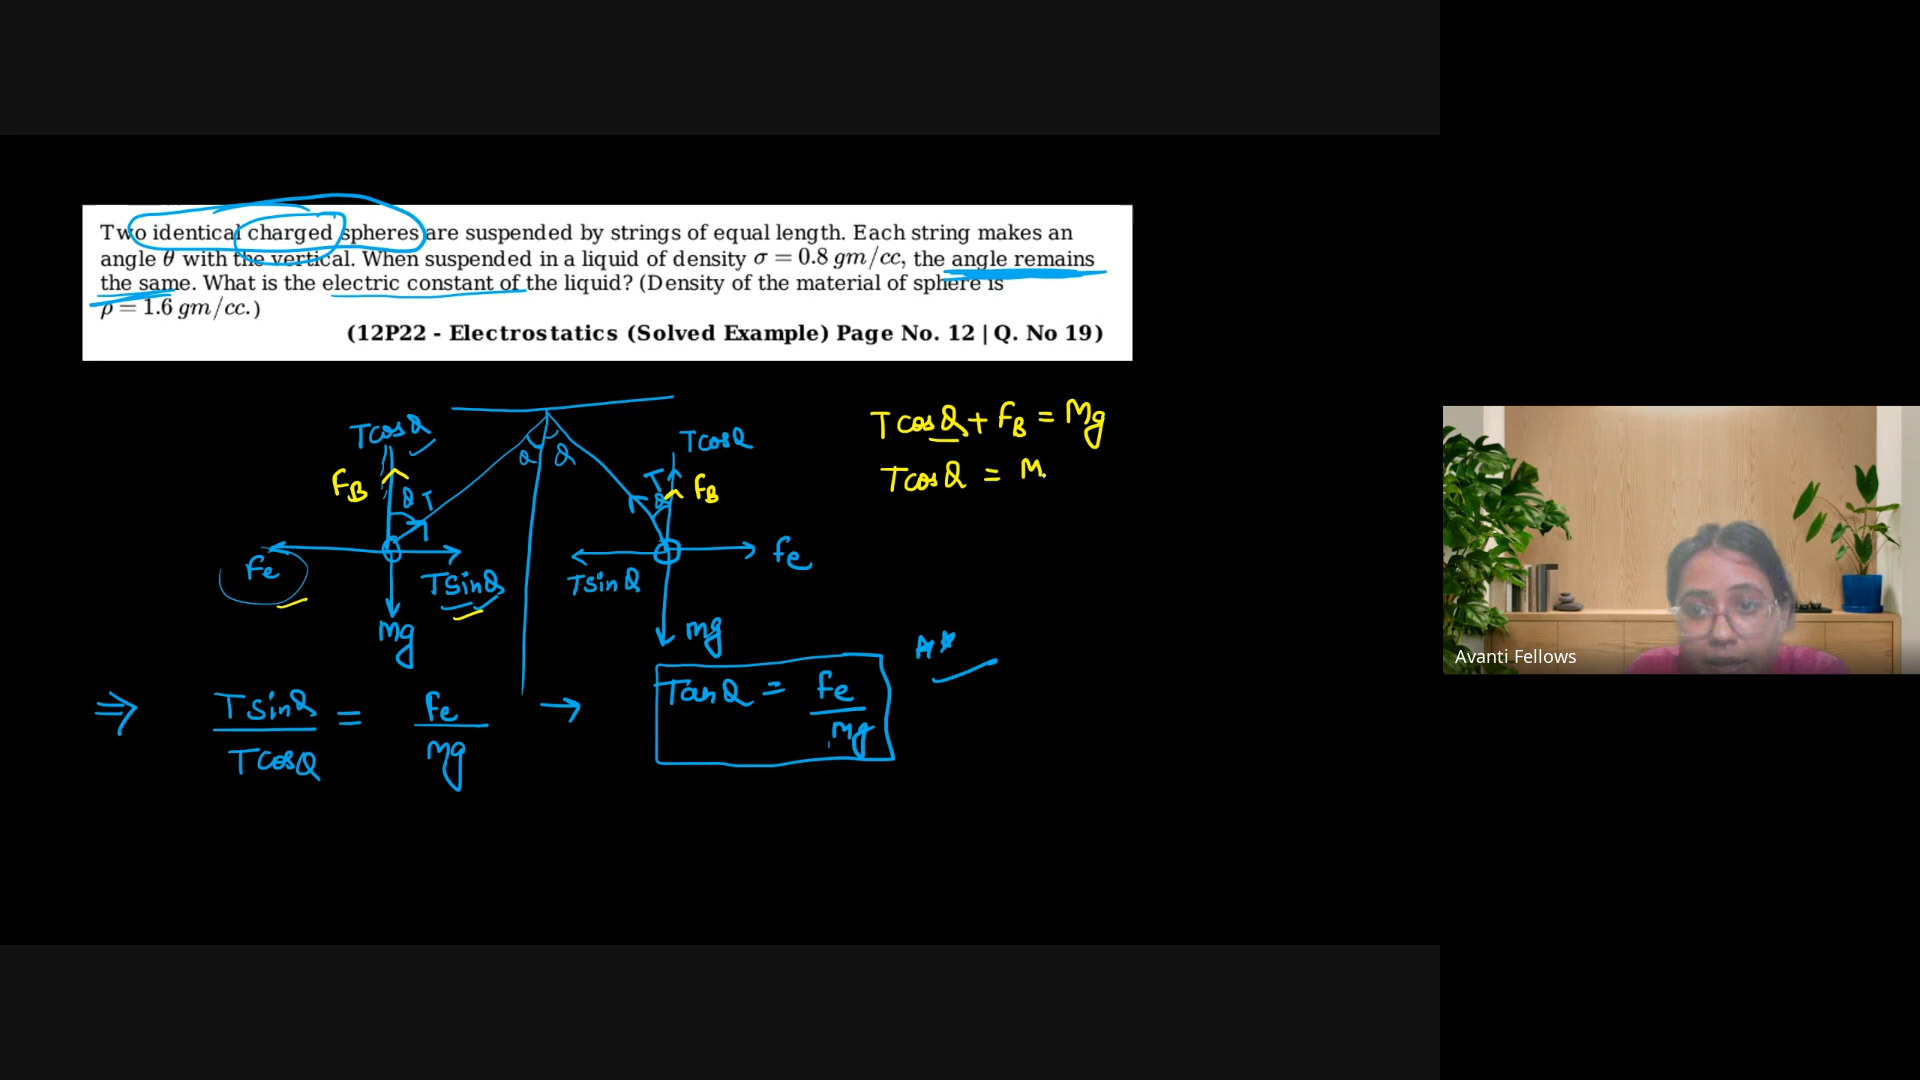 Two identical charged spheres are suspended by strings of equal length. Each string makes an
angle θ with the vertical. When suspended in a liquid of density σ = 0.8 gm/cc, the angle remains
the same. What is the electric constant of the liquid? (Density of the material of sphere is
ρ = 1.6 gm/cc.)
(12P22 - Electrostatics (Solved Example) Page No. 12 | Q. No 19)
Tcosθ
Tcosθ
Tcosθ + FB = Mg
Tcosθ = M
θ θ
FB
θ T
T
θ
FB
Fe
Tsinθ
Tsinθ
fe
mg
mg
⇒ Tsinθ / Tcosθ = fe / mg → Tanθ = fe / mg
Avanti Fellows